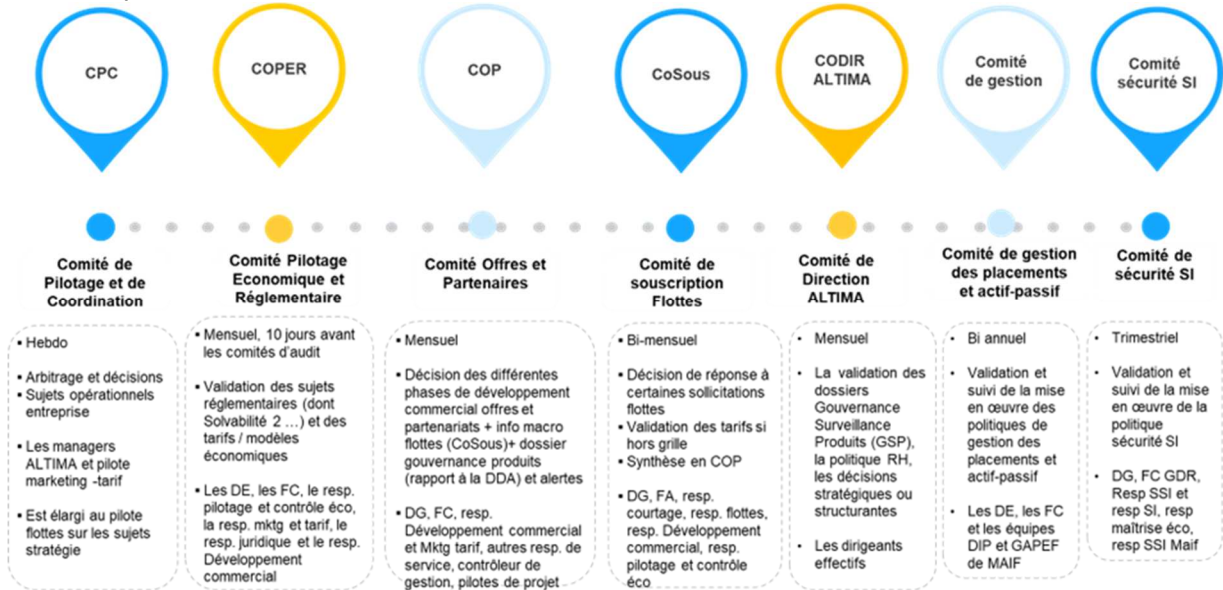 CPC
COPER
COP
CoSous
CODIR
ALTIMA
Comité
de gestion
Comité
sécurité SI
Comité de
Pilotage et de
Coordination
Comité Pilotage
Economique et
Réglementaire
Comité Offres et
Partenaires
Comité de
souscription
Flottes
Comité de
Direction
ALTIMA
Comité de gestion
des placements
et actif-passif
Comité de
sécurité SI
▪ Hebdo
▪ Arbitrage et décisions
▪ Sujets opérationnels
entreprise
▪ Les managers
ALTIMA et pilote
marketing -tarif
▪ Est élargi au pilote
flottes sur les sujets
stratégie
▪ Mensuel, 10 jours avant
les comités d'audit
▪ Validation des sujets
réglementaires (dont
Solvabilité 2 ...) et des
tarifs / modèles
économiques
▪ Les DE, les FC, le resp.
pilotage et contrôle éco,
la resp. mktg et tarif, le
resp. juridique et le resp.
Développement
commercial
▪ Mensuel
▪ Décision des différentes
phases de développement
commercial offres et
partenariats + info macro
flottes (CoSous)+ dossier
gouvernance produits
(rapport à la DDA) et alertes
▪ DG, FC, resp.
Développement commercial
et Mktg tarif, autres resp. de
service, contrôleur de
gestion, pilotes de projet
▪ Bi-mensuel
▪ Décision de réponse à
certaines sollicitations
flottes
▪ Validation des tarifs si
hors grille
▪ Synthèse en COP
▪ DG, FA, resp.
courtage, resp. flottes,
resp. Développement
commercial, resp.
pilotage et contrôle
éco
• Mensuel
• La validation des
dossiers
Gouvernance
Surveillance
Produits (GSP),
la politique RH,
les décisions
stratégiques ou
structurantes
• Les dirigeants
effectifs
• Bi annuel
• Validation et
suivi de la mise
en œuvre des
politiques de
gestion des
placements et
actif-passif
• Les DE, les FC
et les équipes
DIP et GAPEF
de MAIF
• Trimestriel
• Validation et
suivi de la mise
en œuvre de la
politique
sécurité SI
• DG, FC GDR,
Resp SSI et
resp SI, resp
maîtrise éco,
resp SSI Maif